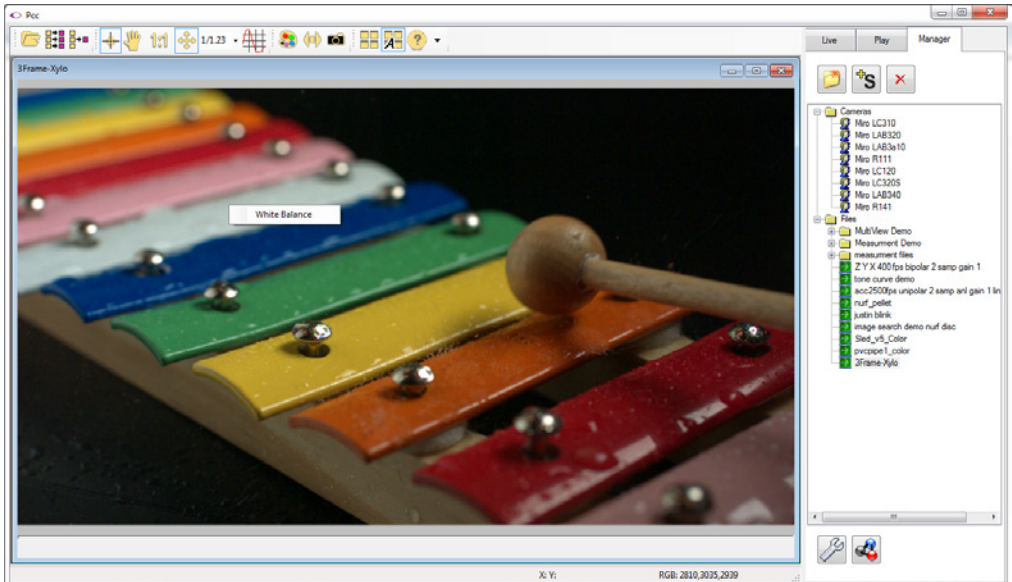 Pcc
1:1
1/1.23
A
?
Live
Play
Manager
3Frame-Xylo
S
Cameras
Miro LC310
Miro LAB320
Miro LAB3a10
Miro R111
Miro LC120
Miro LC320S
Miro LAB340
Miro R141
Files
MultiView Demo
Measurment Demo
measurment files
Z Y X 400 fps bipolar 2 samp gain 1
tone curve demo
acc2500fps unipolar 2 samp anl gain 1 lin
nurf_pellet
justin blink
image search demo nurf disc
Sled_v5_Color
pvcpipe1_color
3Frame-Xylo
White Balance
X: Y:
RGB: 2810,3035,2939